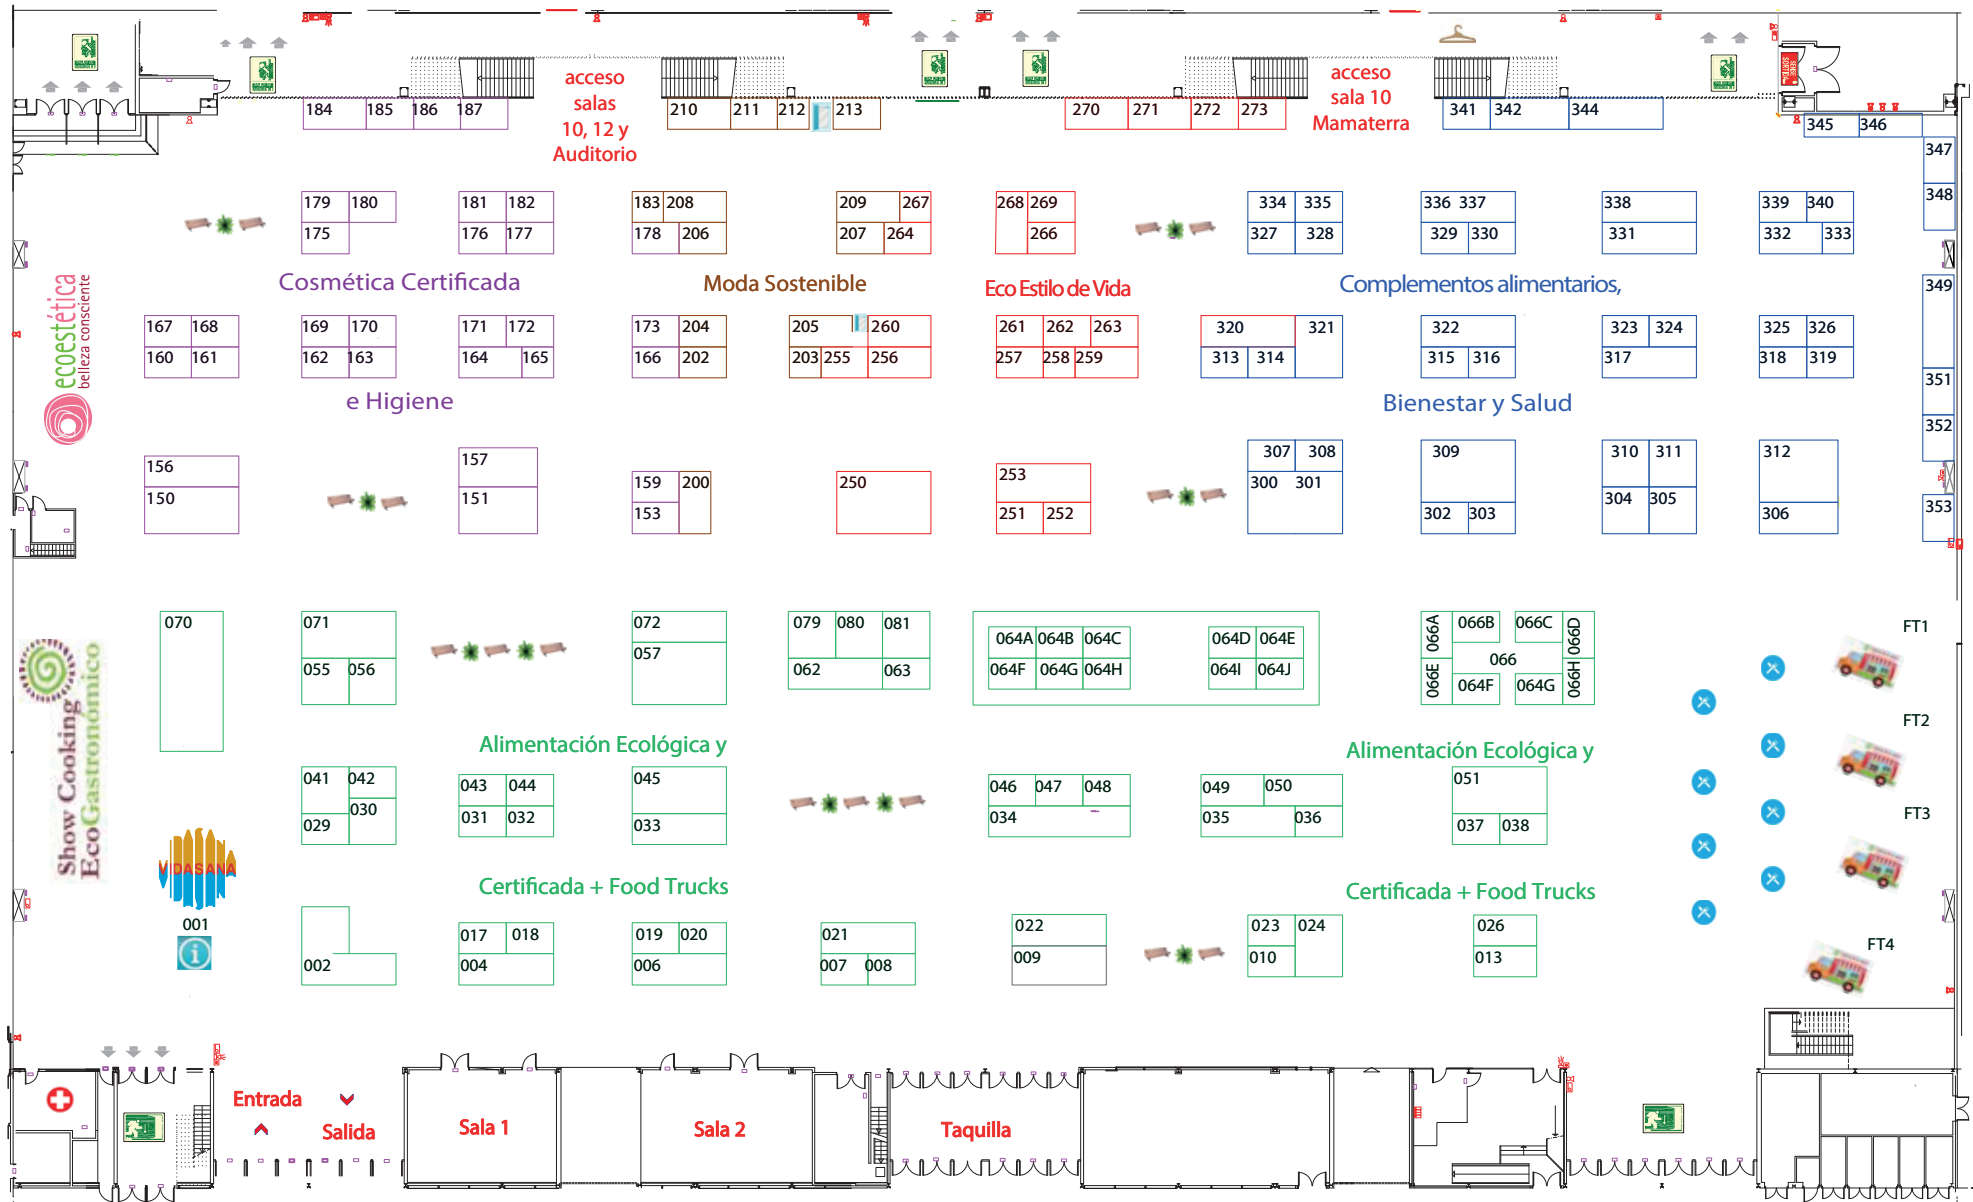 acceso
salas
10, 12 y
Auditorio
acceso
sala 10
Mamaterra
184 185 186 187
210 211 212 213
270 271 272 273
341 342 344
345 346
347
348
179 180
175
181 182
176 177
183 208
178 206
209 267
207 264
268 269
266
334 335
327 328
336 337
329 330
338
331
339 340
332 333
Cosmética Certificada
Moda Sostenible
Eco Estilo de Vida
Complementos alimentarios,
ecoestética
belleza consciente
167 168
160 161
169 170
162 163
171 172
164 165
173 204
166 202
205 260
203 255 256
261 262 263
257 258 259
320 321
313 314
322
315 316
323 324
317
325 326
318 319
349
351
352
353
e Higiene
Bienestar y Salud
156
150
157
151
159 200
153
250
253
251 252
307 308
300 301
309
302 303
310 311
304 305
312
306
070
071
055 056
072
057
079 080 081
062 063
064A 064B 064C
064F 064G 064H
064D 064E
064I 064J
066A 066B 066C 066D
066
066E 064F 064G 066H
FT1
FT2
FT3
FT4
Show Cooking
EcoGastronómico
Alimentación Ecológica y
Alimentación Ecológica y
041 042
029 030
043 044
031 032
045
033
046 047 048
034
049 050
035 036
051
037 038
VIDASANA
001
Certificada + Food Trucks
Certificada + Food Trucks
002
017 018
004
019 020
006
021
007 008
022
009
023 024
010
026
013
Entrada
Salida
Sala 1
Sala 2
Taquilla